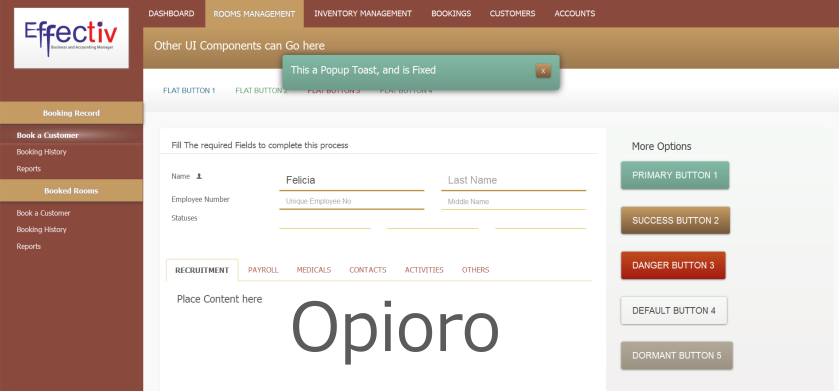 Effectiv
Business and Accounting Manager
DASHBOARD ROOMS MANAGEMENT INVENTORY MANAGEMENT BOOKINGS CUSTOMERS ACCOUNTS
Other UI Components can Go here
This a Popup Toast, and is Fixed x
FLAT BUTTON 1 FLAT BUTTON 2 FLAT BUTTON 3 FLAT BUTTON 4
Booking Record
Book a Customer
Booking History
Reports
Booked Rooms
Book a Customer
Booking History
Reports
Fill The required Fields to complete this process
Name Felicia Last Name
Employee Number Unique Employee No Middle Name
Statuses
RECRUITMENT PAYROLL MEDICALS CONTACTS ACTIVITIES OTHERS
Place Content here
Opioro
More Options
PRIMARY BUTTON 1
SUCCESS BUTTON 2
DANGER BUTTON 3
DEFAULT BUTTON 4
DORMANT BUTTON 5